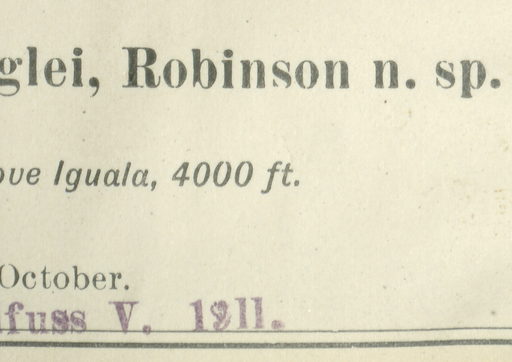 glei, Robinson n. sp.
ove Iguala, 4000 ft.
October.
fuss V. 1911.